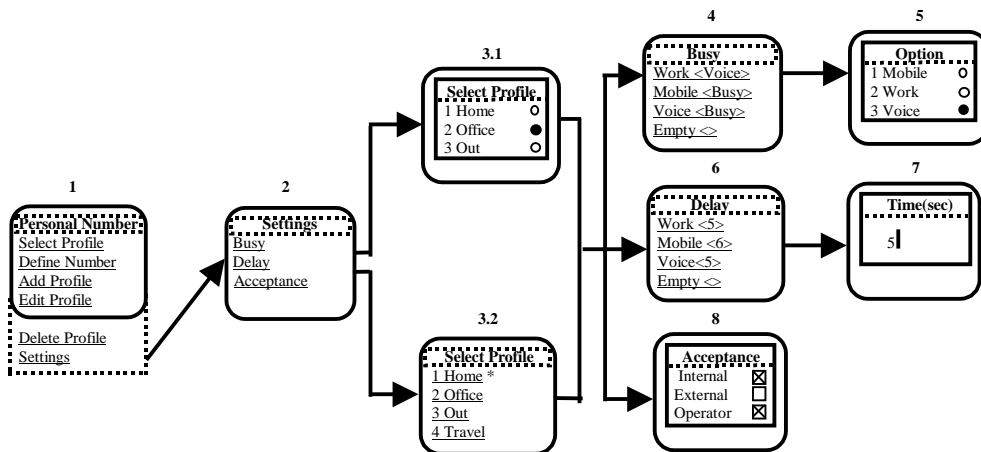 1
Personal Number
Select Profile
Define Number
Add Profile
Edit Profile
Delete Profile
Settings
2
Settings
Busy
Delay
Acceptance
3.1
Select Profile
1 Home
2 Office
3 Out
3.2
Select Profile
1 Home *
2 Office
3 Out
4 Travel
4
Busy
Work <Voice>
Mobile <Busy>
Voice <Busy>
Empty <>
5
Option
1 Mobile
2 Work
3 Voice
6
Delay
Work <5>
Mobile <6>
Voice<5>
Empty <>
7
Time(sec)
5
8
Acceptance
Internal
External
Operator